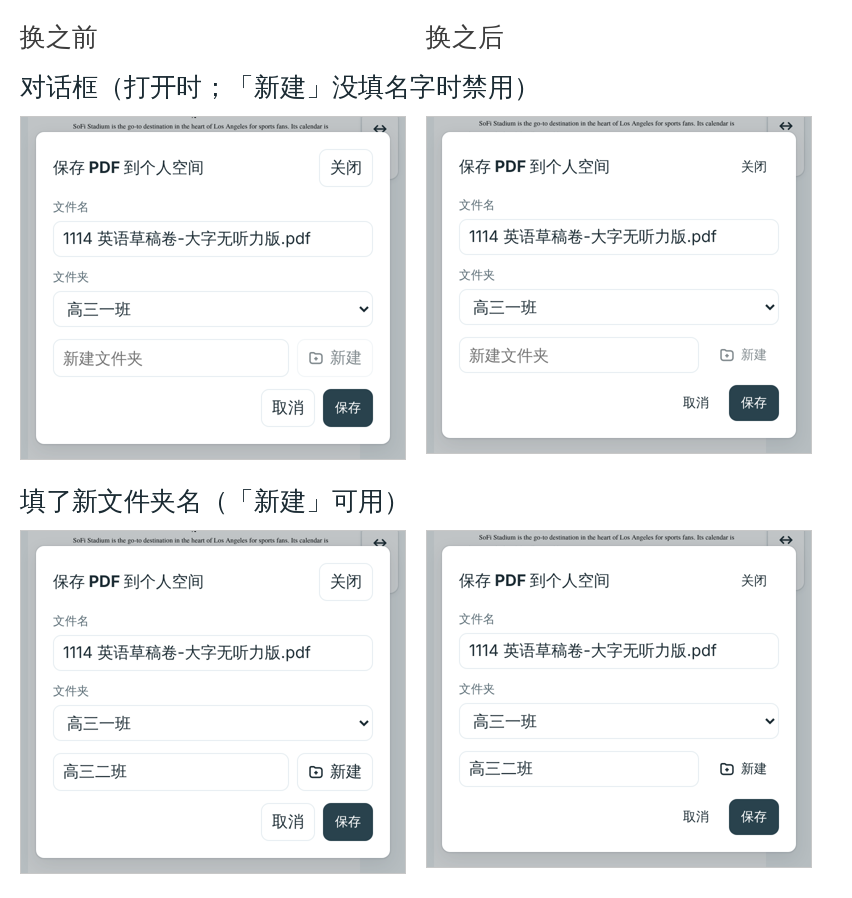 换之前
换之后
对话框（打开时；「新建」没填名字时禁用）
SoFi Stadium is the go-to destination in the heart of Los Angeles for sports fans. Its calendar is
保存 PDF 到个人空间
关闭
文件名
1114 英语草稿卷-大字无听力版.pdf
文件夹
高三一班
新建文件夹
新建
取消
保存
SoFi Stadium is the go-to destination in the heart of Los Angeles for sports fans. Its calendar is
保存 PDF 到个人空间
关闭
文件名
1114 英语草稿卷-大字无听力版.pdf
文件夹
高三一班
新建文件夹
新建
取消
保存
填了新文件夹名（「新建」可用）
SoFi Stadium is the go-to destination in the heart of Los Angeles for sports fans. Its calendar is
保存 PDF 到个人空间
关闭
文件名
1114 英语草稿卷-大字无听力版.pdf
文件夹
高三一班
高三二班
新建
取消
保存
SoFi Stadium is the go-to destination in the heart of Los Angeles for sports fans. Its calendar is
保存 PDF 到个人空间
关闭
文件名
1114 英语草稿卷-大字无听力版.pdf
文件夹
高三一班
高三二班
新建
取消
保存